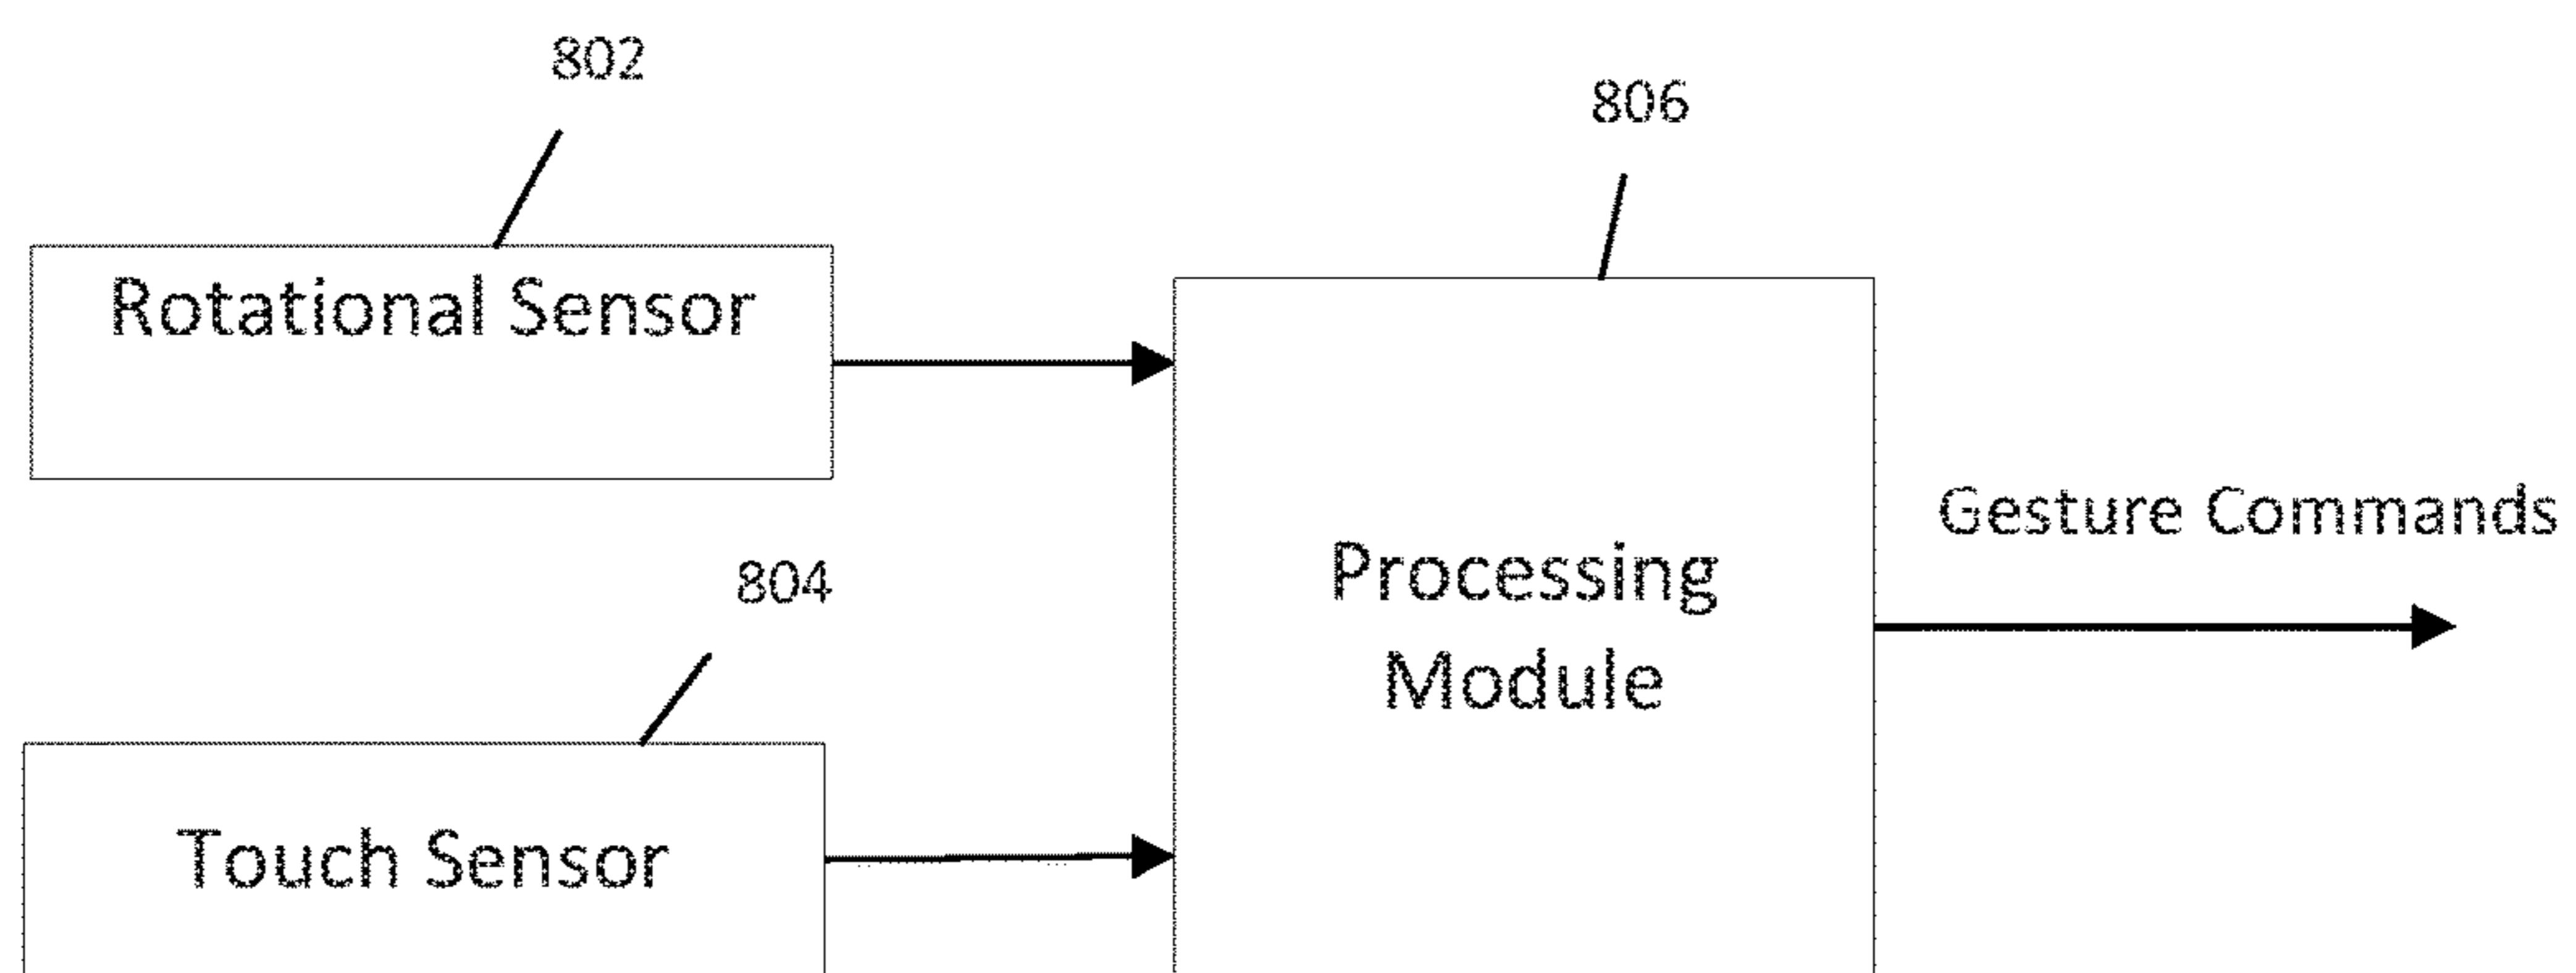 802
806
Rotational Sensor
Gesture Commands
Processing
Module
804
Touch Sensor